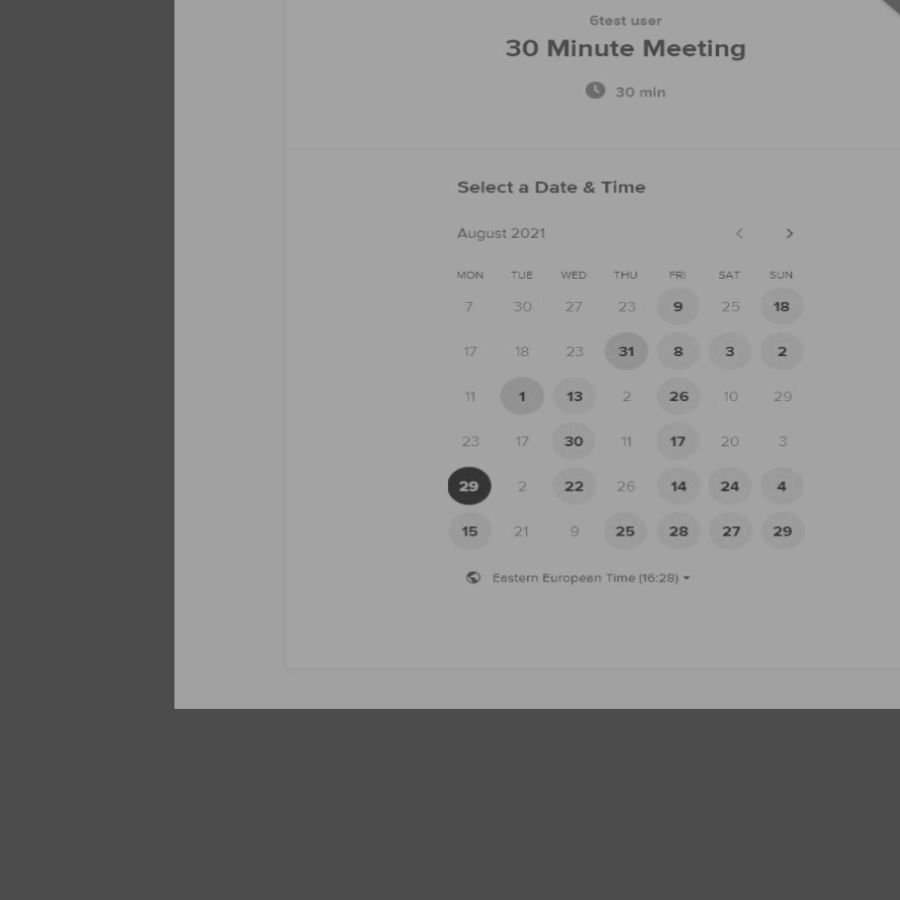 6test user
30 Minute Meeting
30 min
Select a Date & Time
August 2021
MON TUE WED THU FRI SAT SUN
7 30 27 23 9 25 18
17 18 23 31 8 3 2
11 1 13 2 26 10 29
23 17 30 11 17 20 3
29 2 22 26 14 24 4
15 21 9 25 28 27 29
Eastern European Time (16:28)